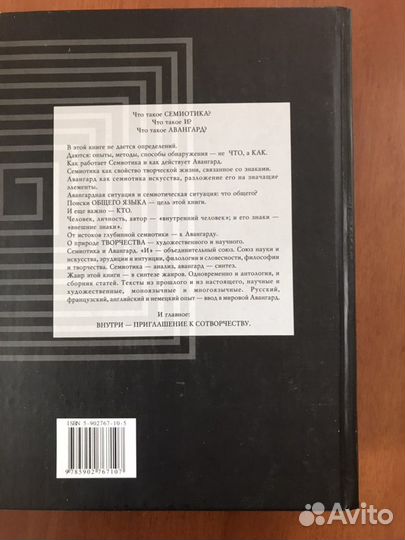 Что такое СЕМИОТИКА?
Что такое И?
Что такое АВАНГАРД?
В этой книге не дается определений.
Даются: опыты, методы, способы обнаружения — не ЧТО, а КАК.
Как работает Семиотика и как действует Авангард.
Семиотика как свойство творческой жизни, связанное со знаками.
Авангард как семиотика искусства, разложение его на значащие
элементы.
Авангардная ситуация и семиотическая ситуация: что общего?
Поиски ОБЩЕГО ЯЗЫКА — цель этой книги.
И еще важно — КТО.
Человек, личность, автор — «внутренний человек»; и его знаки —
«внешние знаки».
От истоков глубинной семиотики — к Авангарду.
О природе ТВОРЧЕСТВА — художественного и научного.
Семиотика и Авангард. «И» — объединительный союз. Союз науки и
искусства, эрудиции и интуиции, филологии и словесности, философии
и творчества. Семиотика — анализ, авангард — синтез.
Жанр этой книги — в синтезе жанров. Одновременно и антология, и
сборник статей. Тексты из прошлого и из настоящего, научные и
художественные, моноязычные и многоязычные. Русский,
французский, английский и немецкий опыт — ввод в мировой Авангард.
И главное:
ВНУТРИ — ПРИГЛАШЕНИЕ К СОТВОРЧЕСТВУ.
ISBN 5-902767-10-5
9 785902 767107
Avito